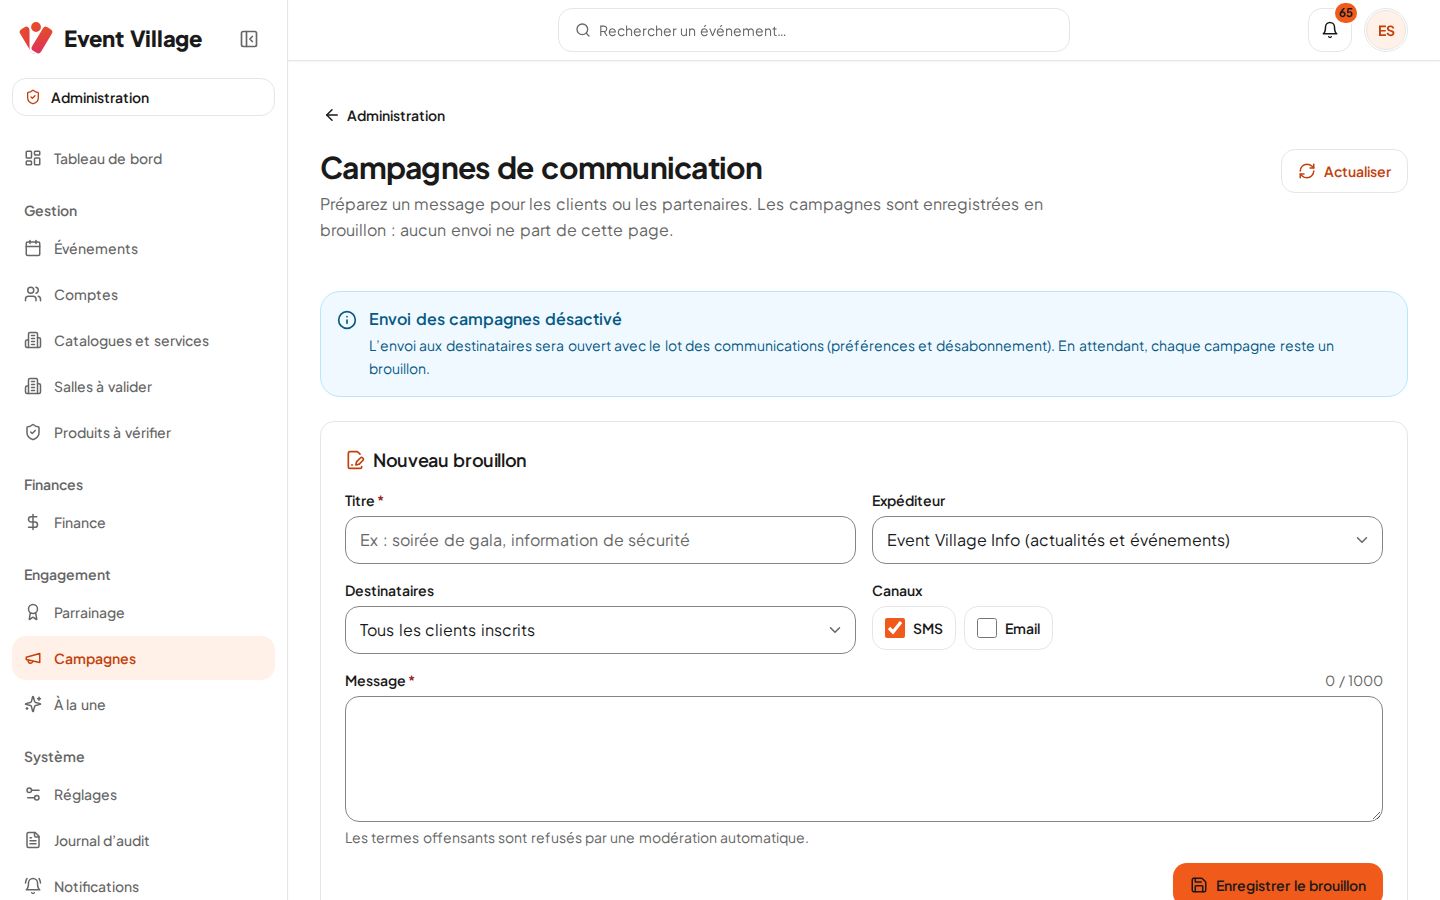 Event Village
Administration
Tableau de bord
Gestion
Événements
Comptes
Catalogues et services
Salles à valider
Produits à vérifier
Finances
Finance
Engagement
Parrainage
Campagnes
À la une
Système
Réglages
Journal d'audit
Notifications
Rechercher un événement...
65
ES
Administration
Campagnes de communication
Actualiser
Préparez un message pour les clients ou les partenaires. Les campagnes sont enregistrées en
brouillon : aucun envoi ne part de cette page.
Envoi des campagnes désactivé
L'envoi aux destinataires sera ouvert avec le lot des communications (préférences et désabonnement). En attendant, chaque campagne reste un
brouillon.
Nouveau brouillon
Titre *
Expéditeur
Ex : soirée de gala, information de sécurité
Event Village Info (actualités et événements)
Destinataires
Canaux
Tous les clients inscrits
SMS
Email
Message *
0 / 1000
Les termes offensants sont refusés par une modération automatique.
Enregistrer le brouillon